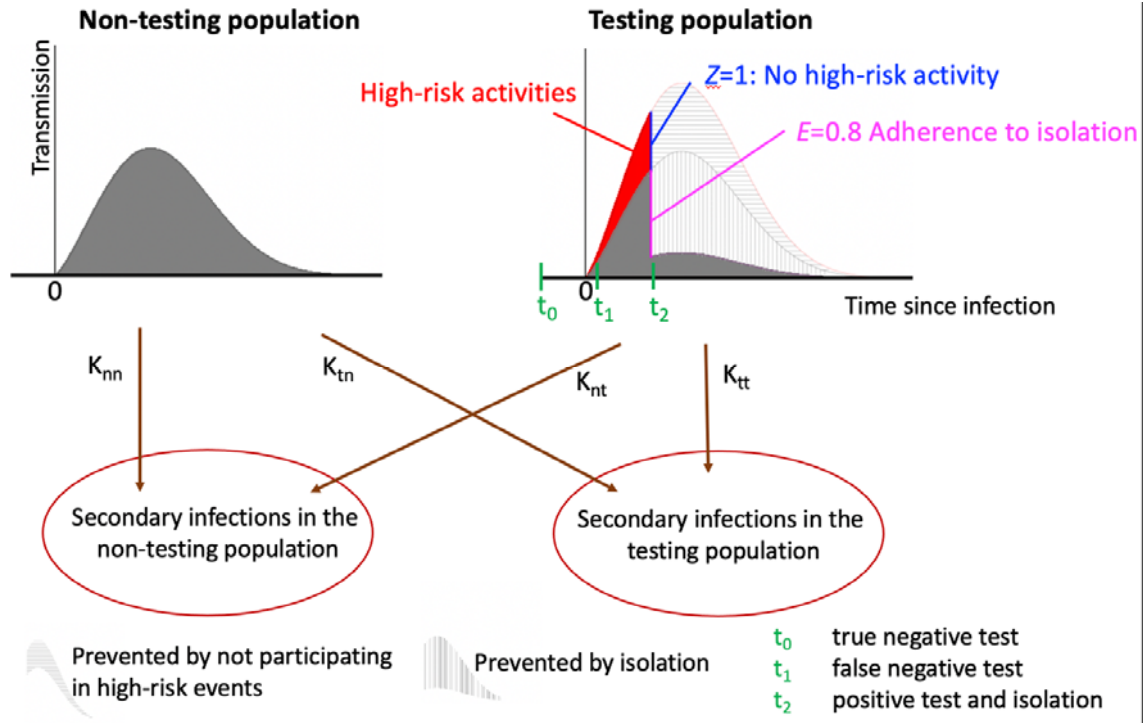 Non-testing population
Testing population
Transmission
High-risk activities
Z=1: No high-risk activity
E=0.8 Adherence to isolation
0
0
t0
t1
t2
Time since infection
Knn
Ktn
Knt
Ktt
Secondary infections in the
non-testing population
Secondary infections in the
testing population
Prevented by not participating
in high-risk events
Prevented by isolation
t0 true negative test
t1 false negative test
t2 positive test and isolation